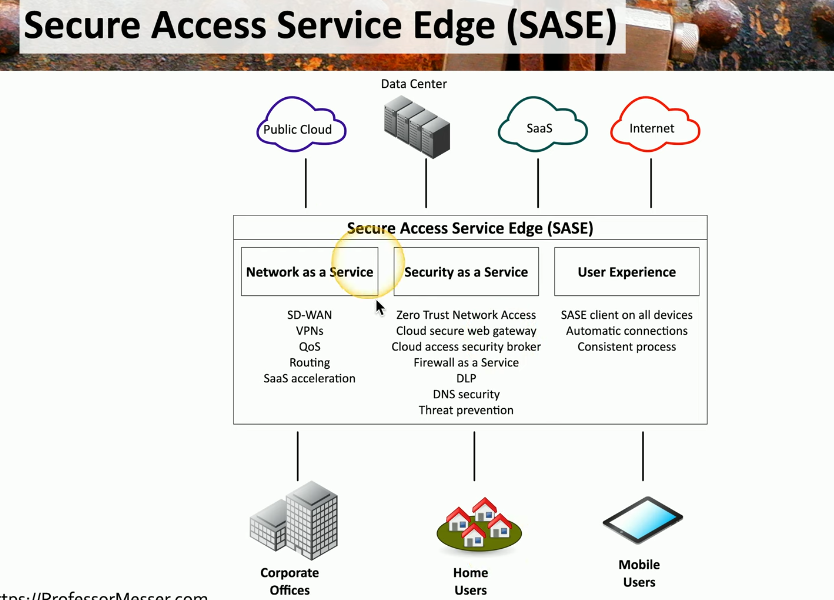 Secure Access Service Edge (SASE)
Data Center
Public Cloud
SaaS
Internet
Secure Access Service Edge (SASE)
Network as a Service
Security as a Service
User Experience
SD-WAN
VPNs
QoS
Routing
SaaS acceleration
Zero Trust Network Access
Cloud secure web gateway
Cloud access security broker
Firewall as a Service
DLP
DNS security
Threat prevention
SASE client on all devices
Automatic connections
Consistent process
Corporate
Offices
Home
Users
Mobile
Users
ttps://ProfessorMesser.com